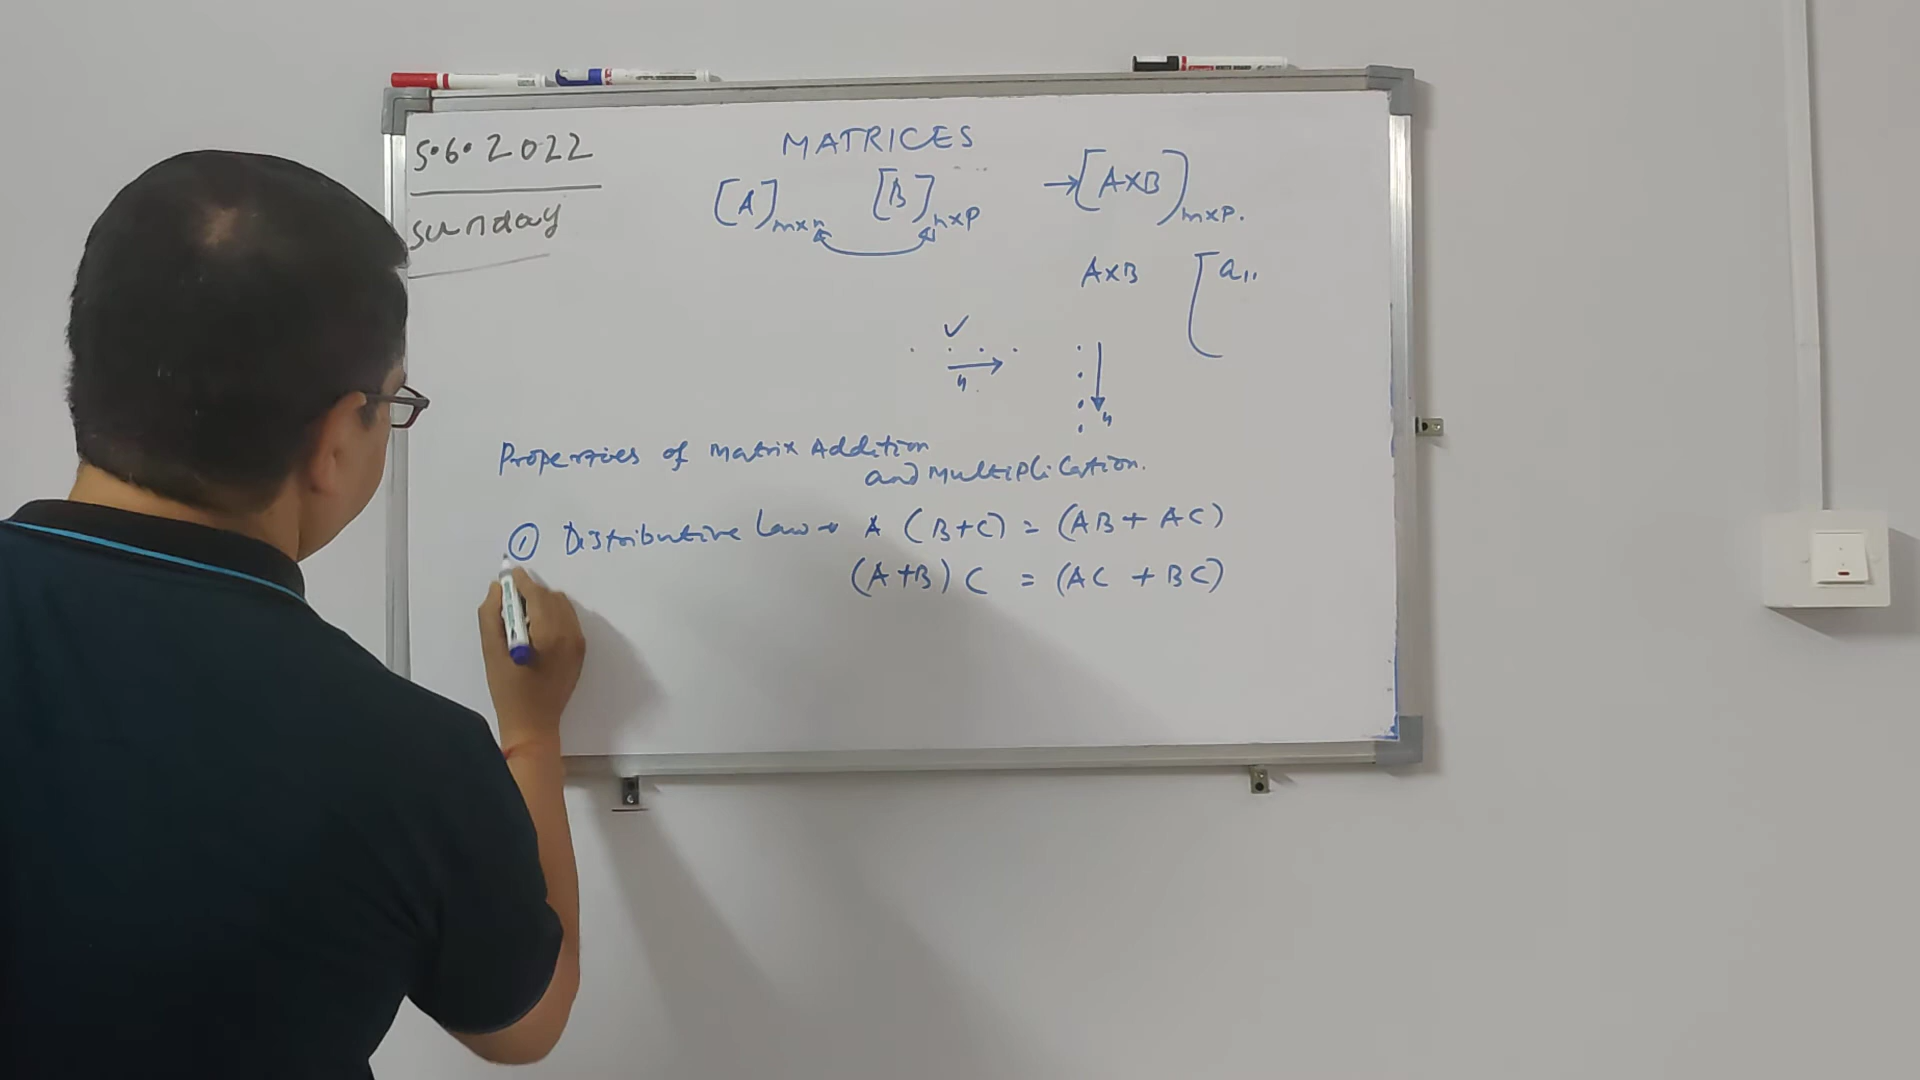 5.6.2022
sunday
MATRICES
[A]m×n [B]n×p → [A×B]m×p.
A×B [a11
✓
n
n
Properties of Matrix Addition
and Multiplication.
① Distributive Law → A (B+C) = (AB + AC)
(A+B) C = (AC + BC)